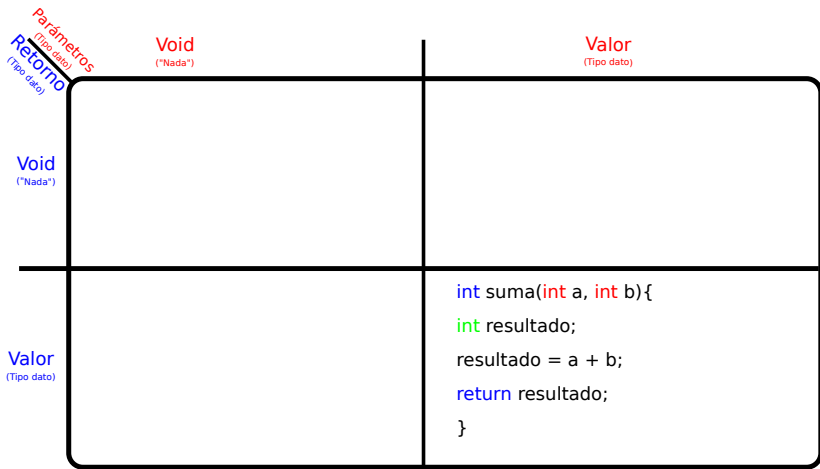 Parámetros
(Tipo dato)
Retorno
(Tipo dato)
Void
("Nada")
Valor
(Tipo dato)
Void
("Nada")
Valor
(Tipo dato)
int suma(int a, int b){
int resultado;
resultado = a + b;
return resultado;
}